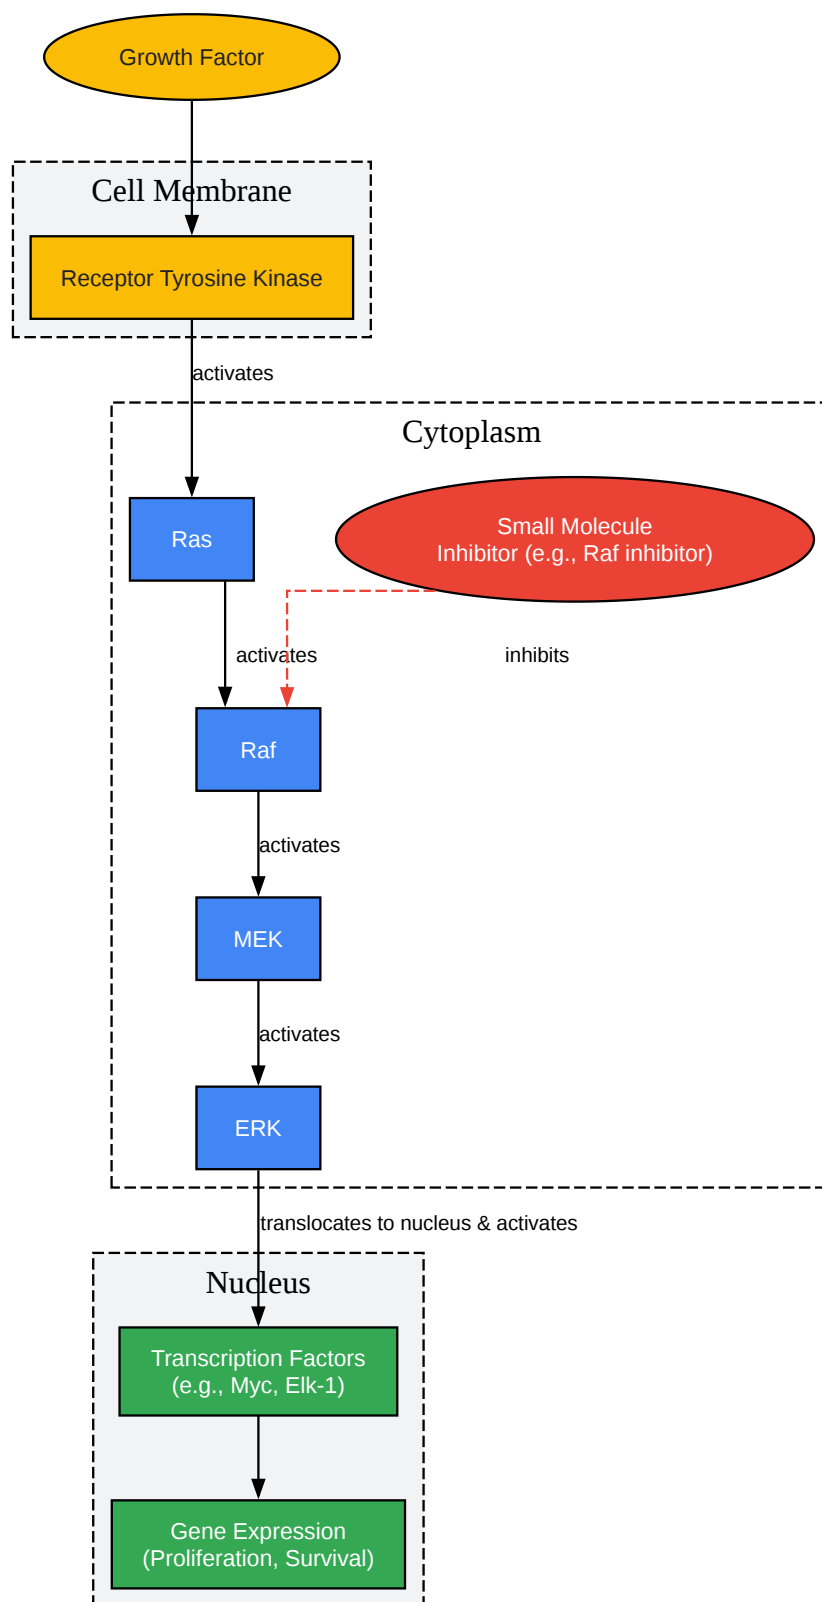 Growth Factor
Cell Membrane
Receptor Tyrosine Kinase
activates
Cytoplasm
Ras
Small Molecule
Inhibitor (e.g., Raf inhibitor)
activates
inhibits
Raf
activates
MEK
activates
ERK
translocates to nucleus & activates
Nucleus
Transcription Factors
(e.g., Myc, Elk-1)
Gene Expression
(Proliferation, Survival)